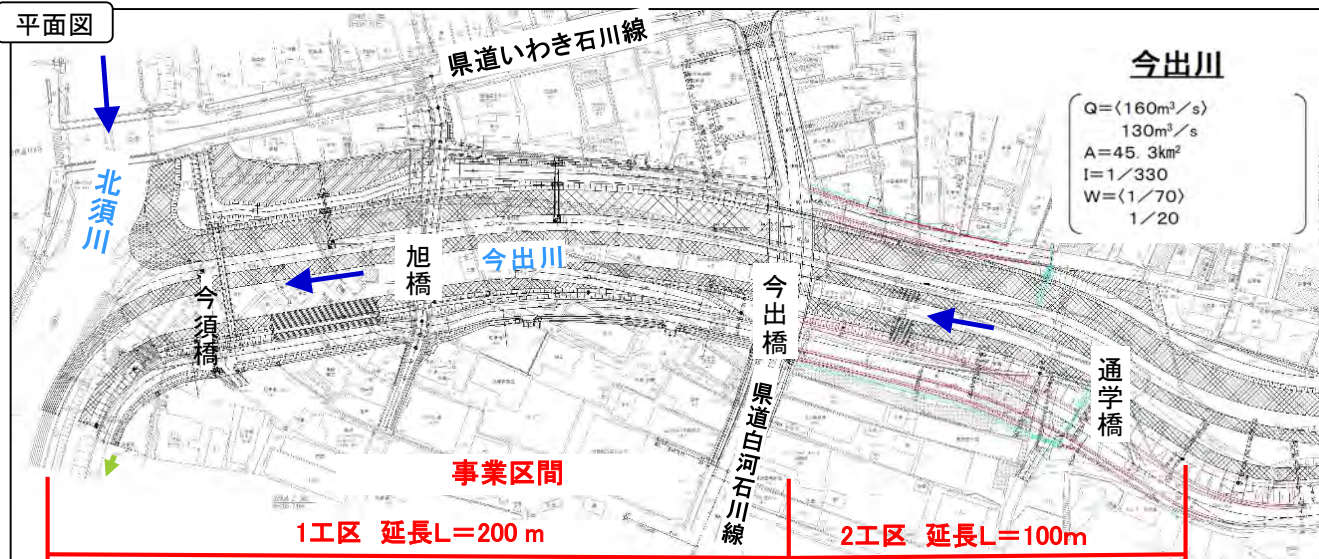 平面図
県道いわき石川線
今出川
Q=〈160m³/s〉
130m³/s
A=45. 3km²
I=1/330
W=〈1/70〉
1/20
北須川
今須橋
旭橋
今出川
今出橋
通学橋
県道白河石川線
事業区間
1工区 延長L=200 m
2工区 延長L=100m